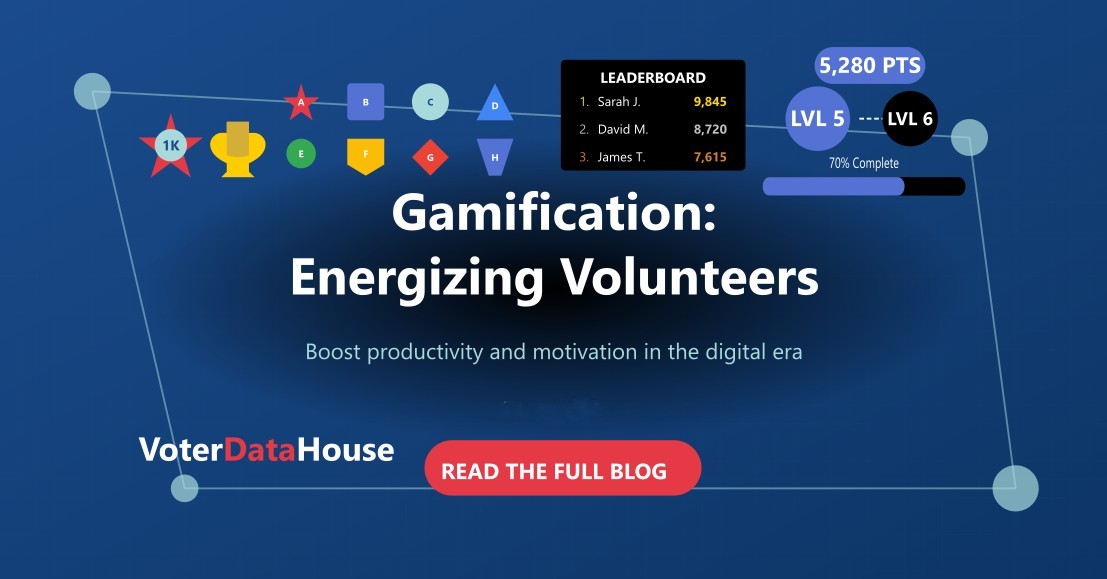 1K
A
B
C
D
E
F
G
H
LEADERBOARD
1. Sarah J. 9,845
2. David M. 8,720
3. James T. 7,615
5,280 PTS
LVL 5
LVL 6
70% Complete
Gamification:
Energizing Volunteers
Boost productivity and motivation in the digital era
VoterDataHouse
READ THE FULL BLOG